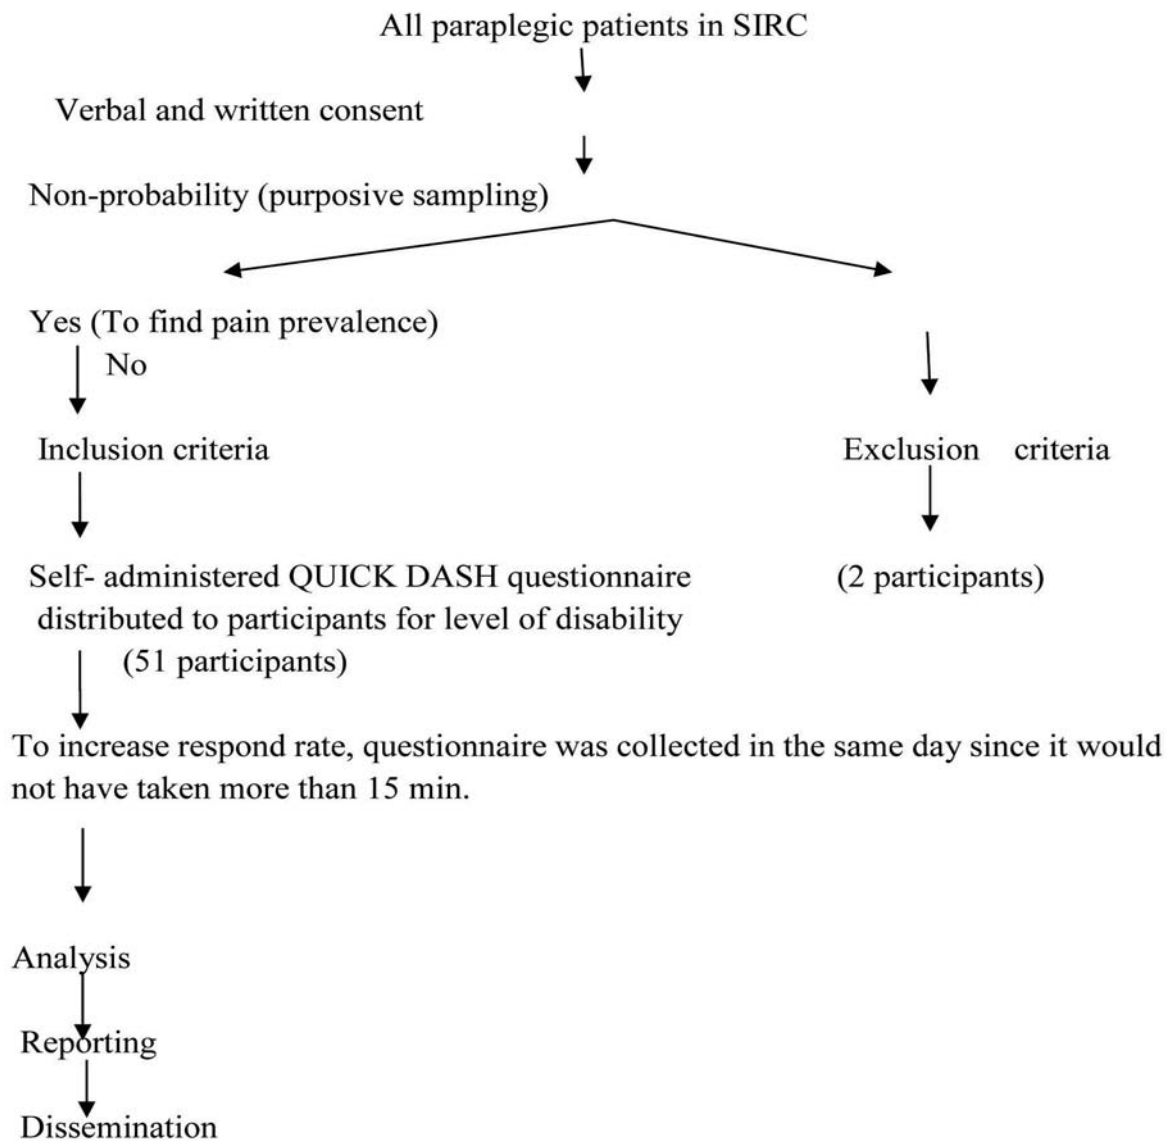 All paraplegic patients in SIRC
Verbal and written consent
Non-probability (purposive sampling)
Yes (To find pain prevalence)
No
Inclusion criteria
Exclusion criteria
Self- administered QUICK DASH questionnaire
distributed to participants for level of disability
(51 participants)
(2 participants)
To increase respond rate, questionnaire was collected in the same day since it would
not have taken more than 15 min.
Analysis
Reporting
Dissemination